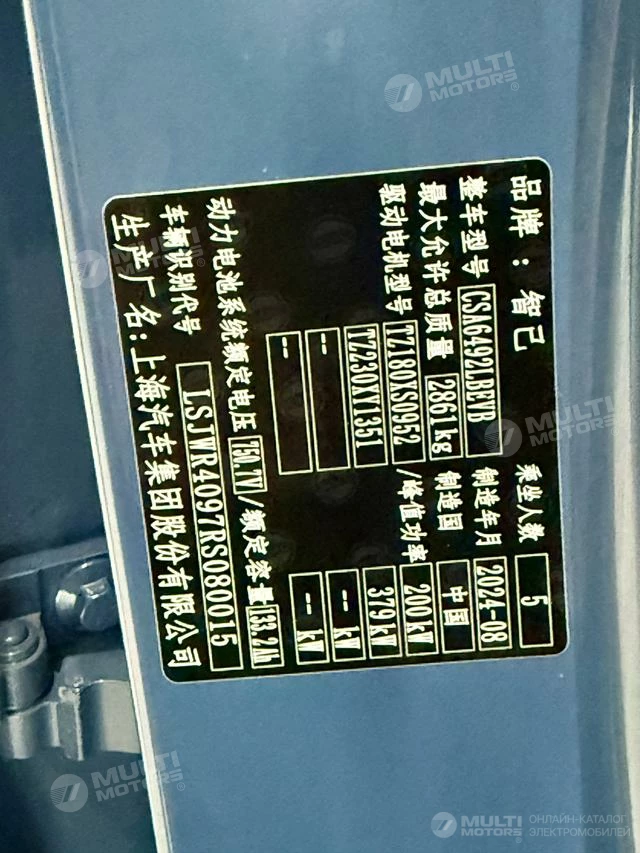 品牌：智己
整车型号 CSA6492LBEVB 乘坐人数 5
最大允许总质量 2861kg 制造年月 2024-08
驱动电机型号 TZ180XS0952 制造国 中国
/峰值功率 200kW
TZ230XY1351 379kW
-- --kW
-- --kW
动力电池系统额定电压 750.7V/额定容量 133.2Ah
车辆识别代号 LSJWR4097RS080015
生产厂名：上海汽车集团股份有限公司
MULTI MOTORS®
MULTI MOTORS®
MULTI MOTORS®
MULTI MOTORS
ОНЛАЙН-КАТАЛОГ
ЭЛЕКТРОМОБИЛЕЙ